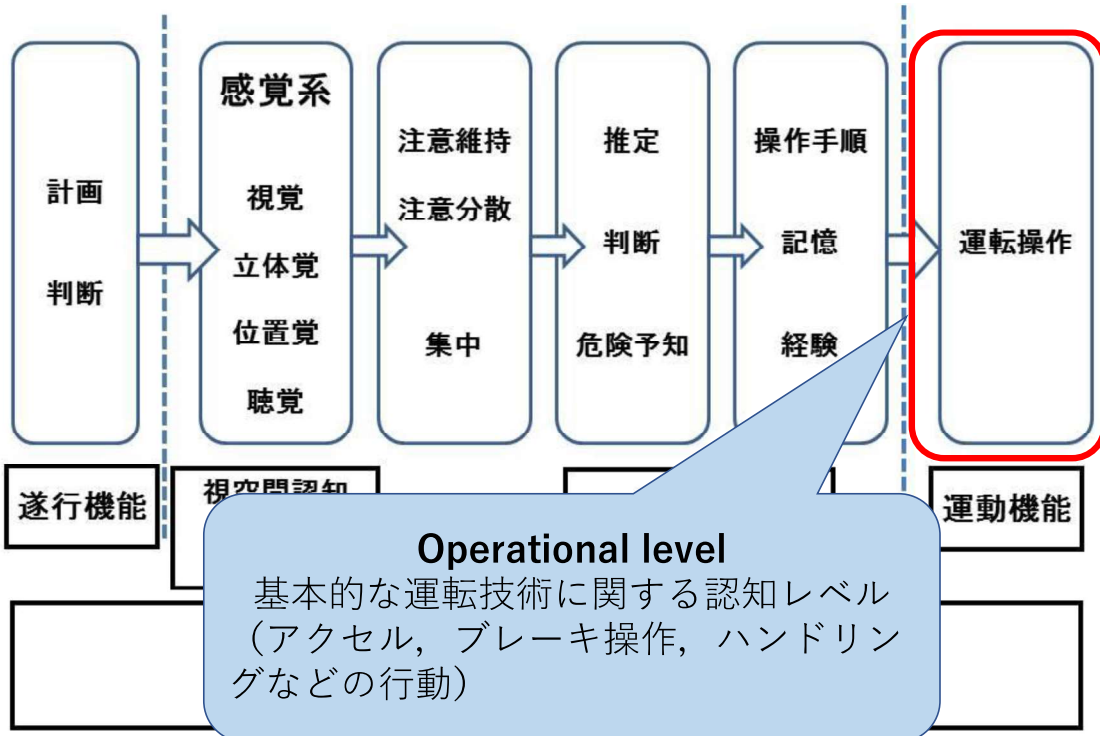 計画
判断
感覚系
視覚
立体覚
位置覚
聴覚
注意維持
注意分散
集中
推定
判断
危険予知
操作手順
記憶
経験
運転操作
遂行機能
視空間認知
運動機能
Operational level
基本的な運転技術に関する認知レベル
（アクセル，ブレーキ操作，ハンドリン
グなどの行動）